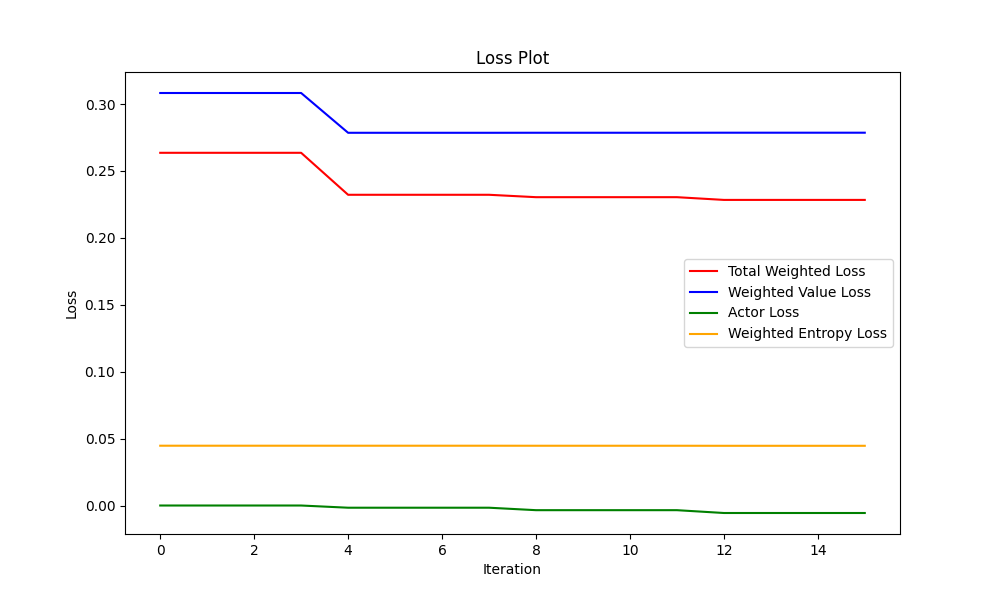 Loss Plot
0.30
0.25
0.20
0.15
0.10
0.05
0.00
Loss
Total Weighted Loss
Weighted Value Loss
Actor Loss
Weighted Entropy Loss
0 2 4 6 8 10 12 14
Iteration